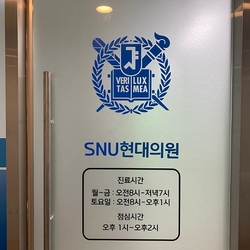 VERI LUX
TAS MEA
SNU현대의원
진료시간
월-금 : 오전8시-저녁7시
토요일 : 오전8시-오후1시
점심시간
오후 1시-오후2시